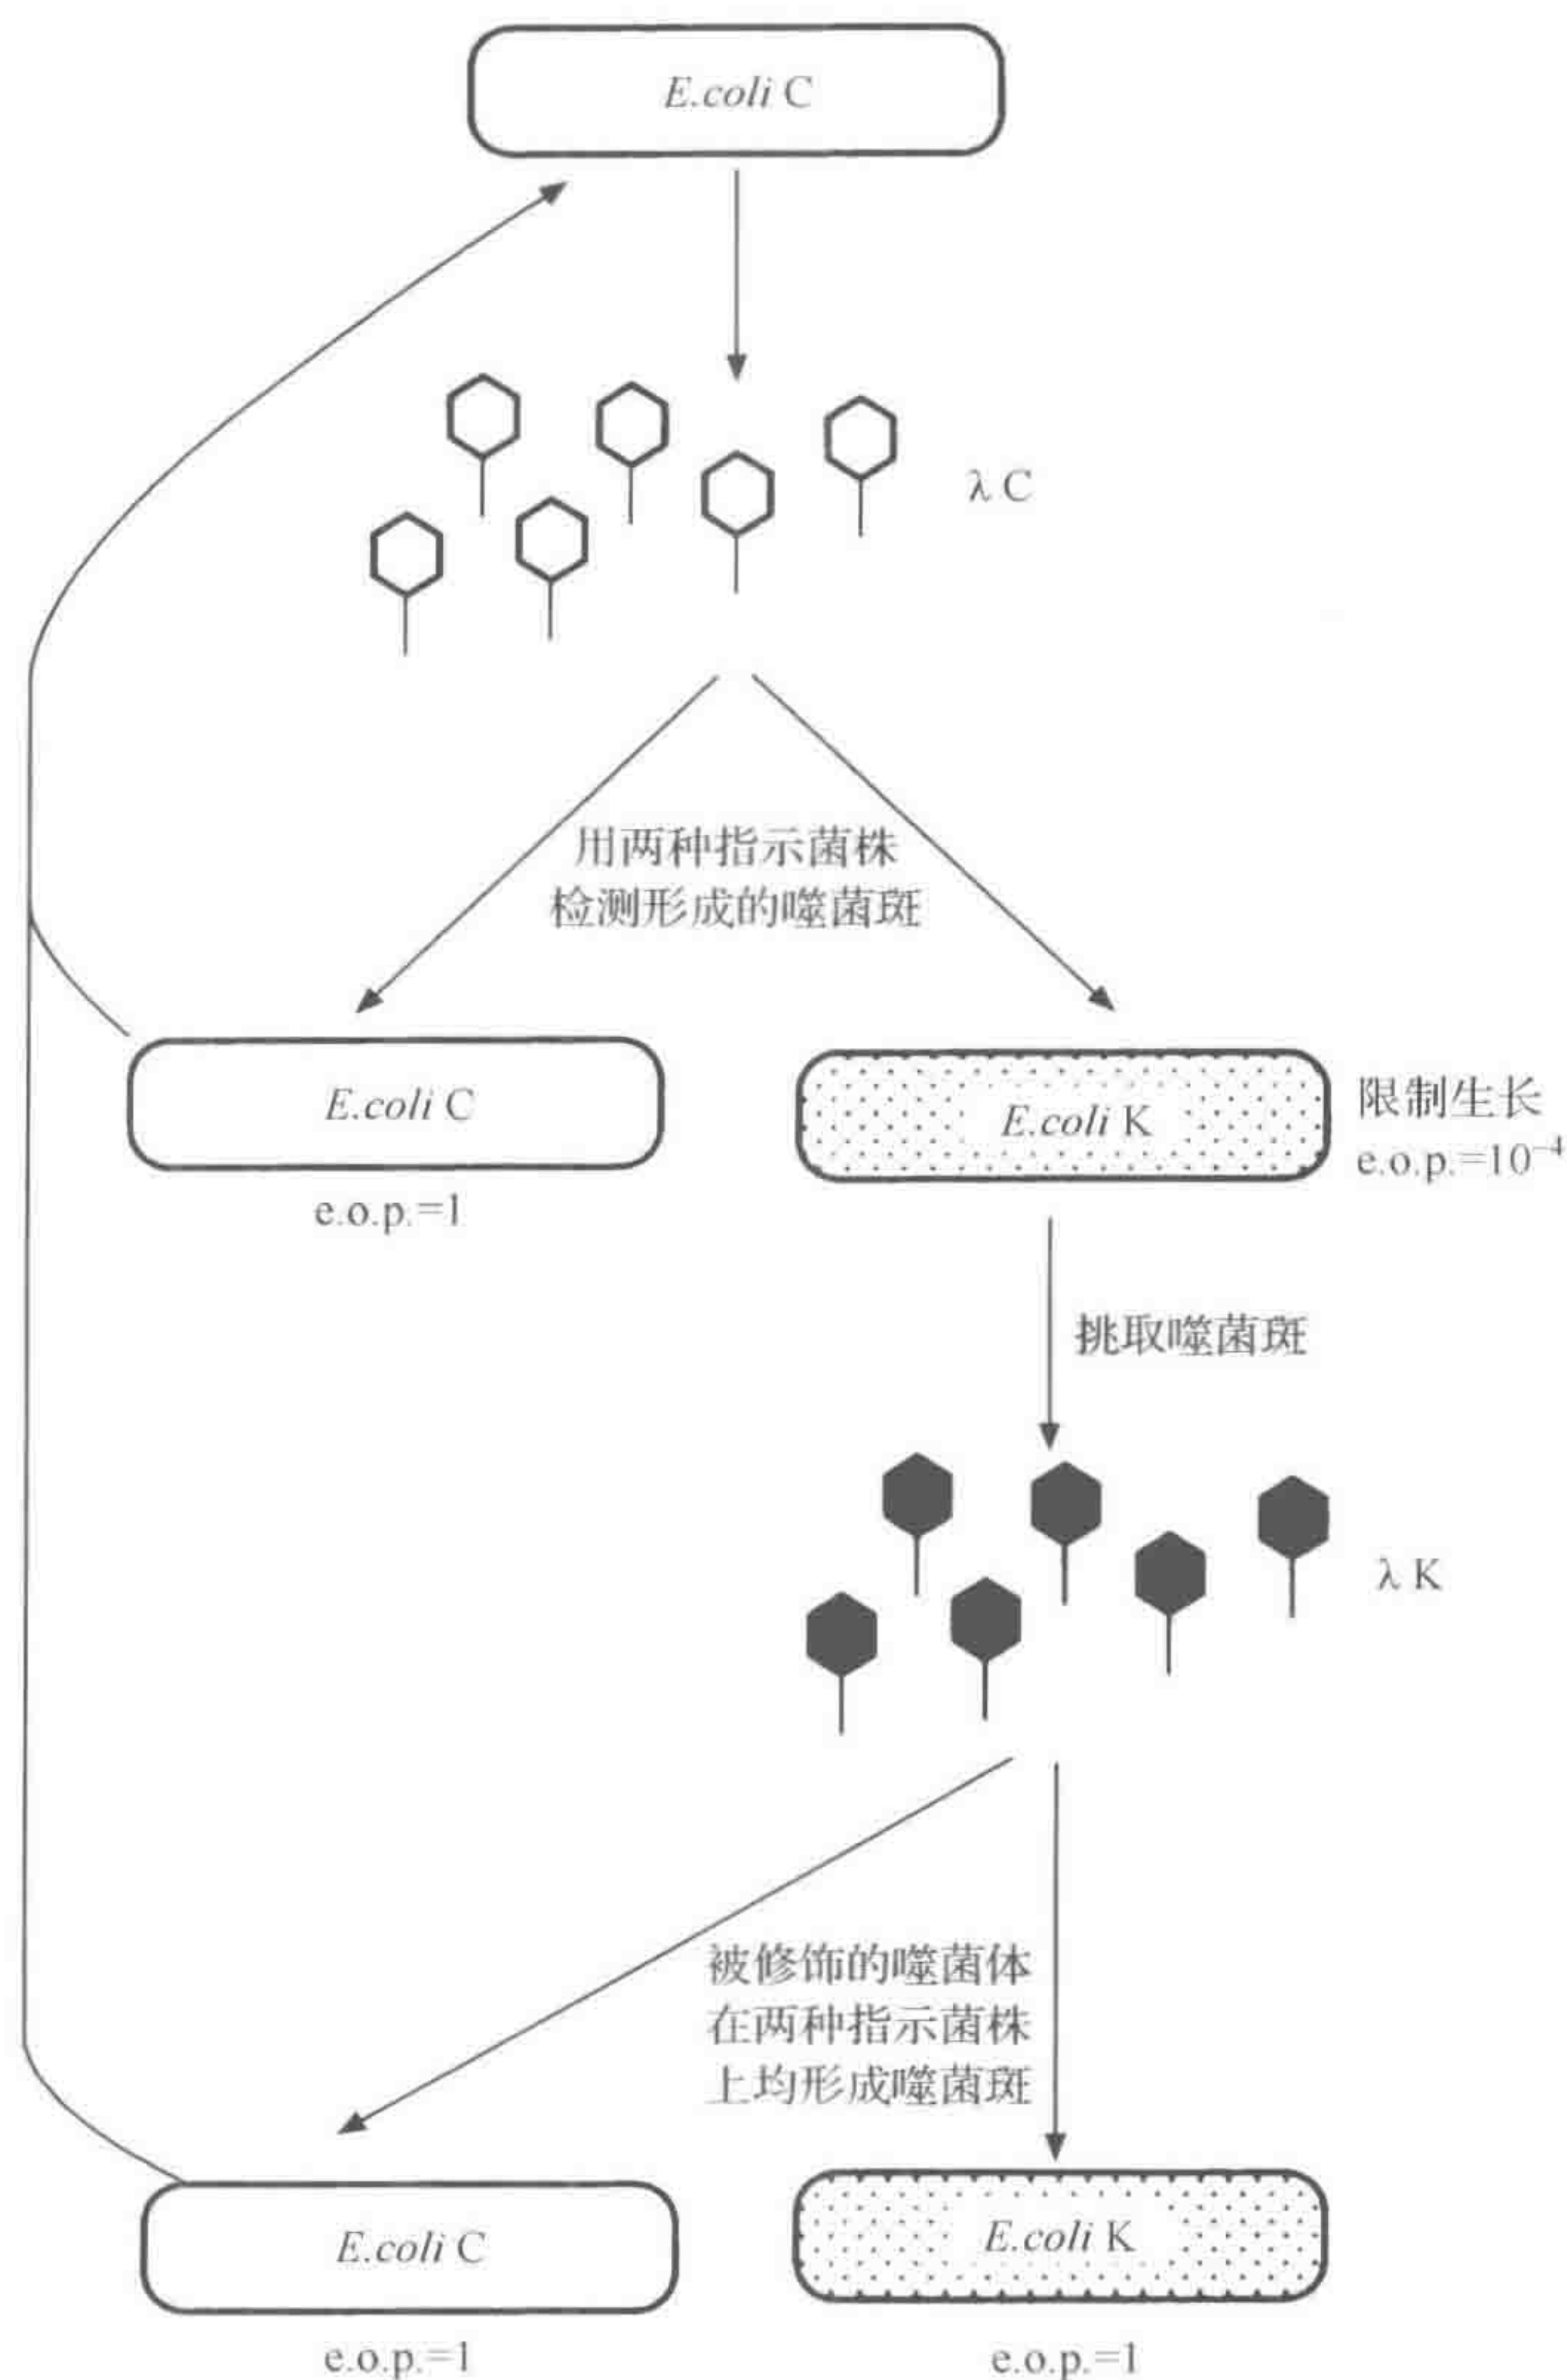 E.coli C
λ C
用两种指示菌株
检测形成的噬菌斑
E.coli C
E.coli K
限制生长
e.o.p.=10⁻⁴
e.o.p.=1
挑取噬菌斑
λ K
被修饰的噬菌体
在两种指示菌株
上均形成噬菌斑
E.coli C
E.coli K
e.o.p.=1
e.o.p.=1